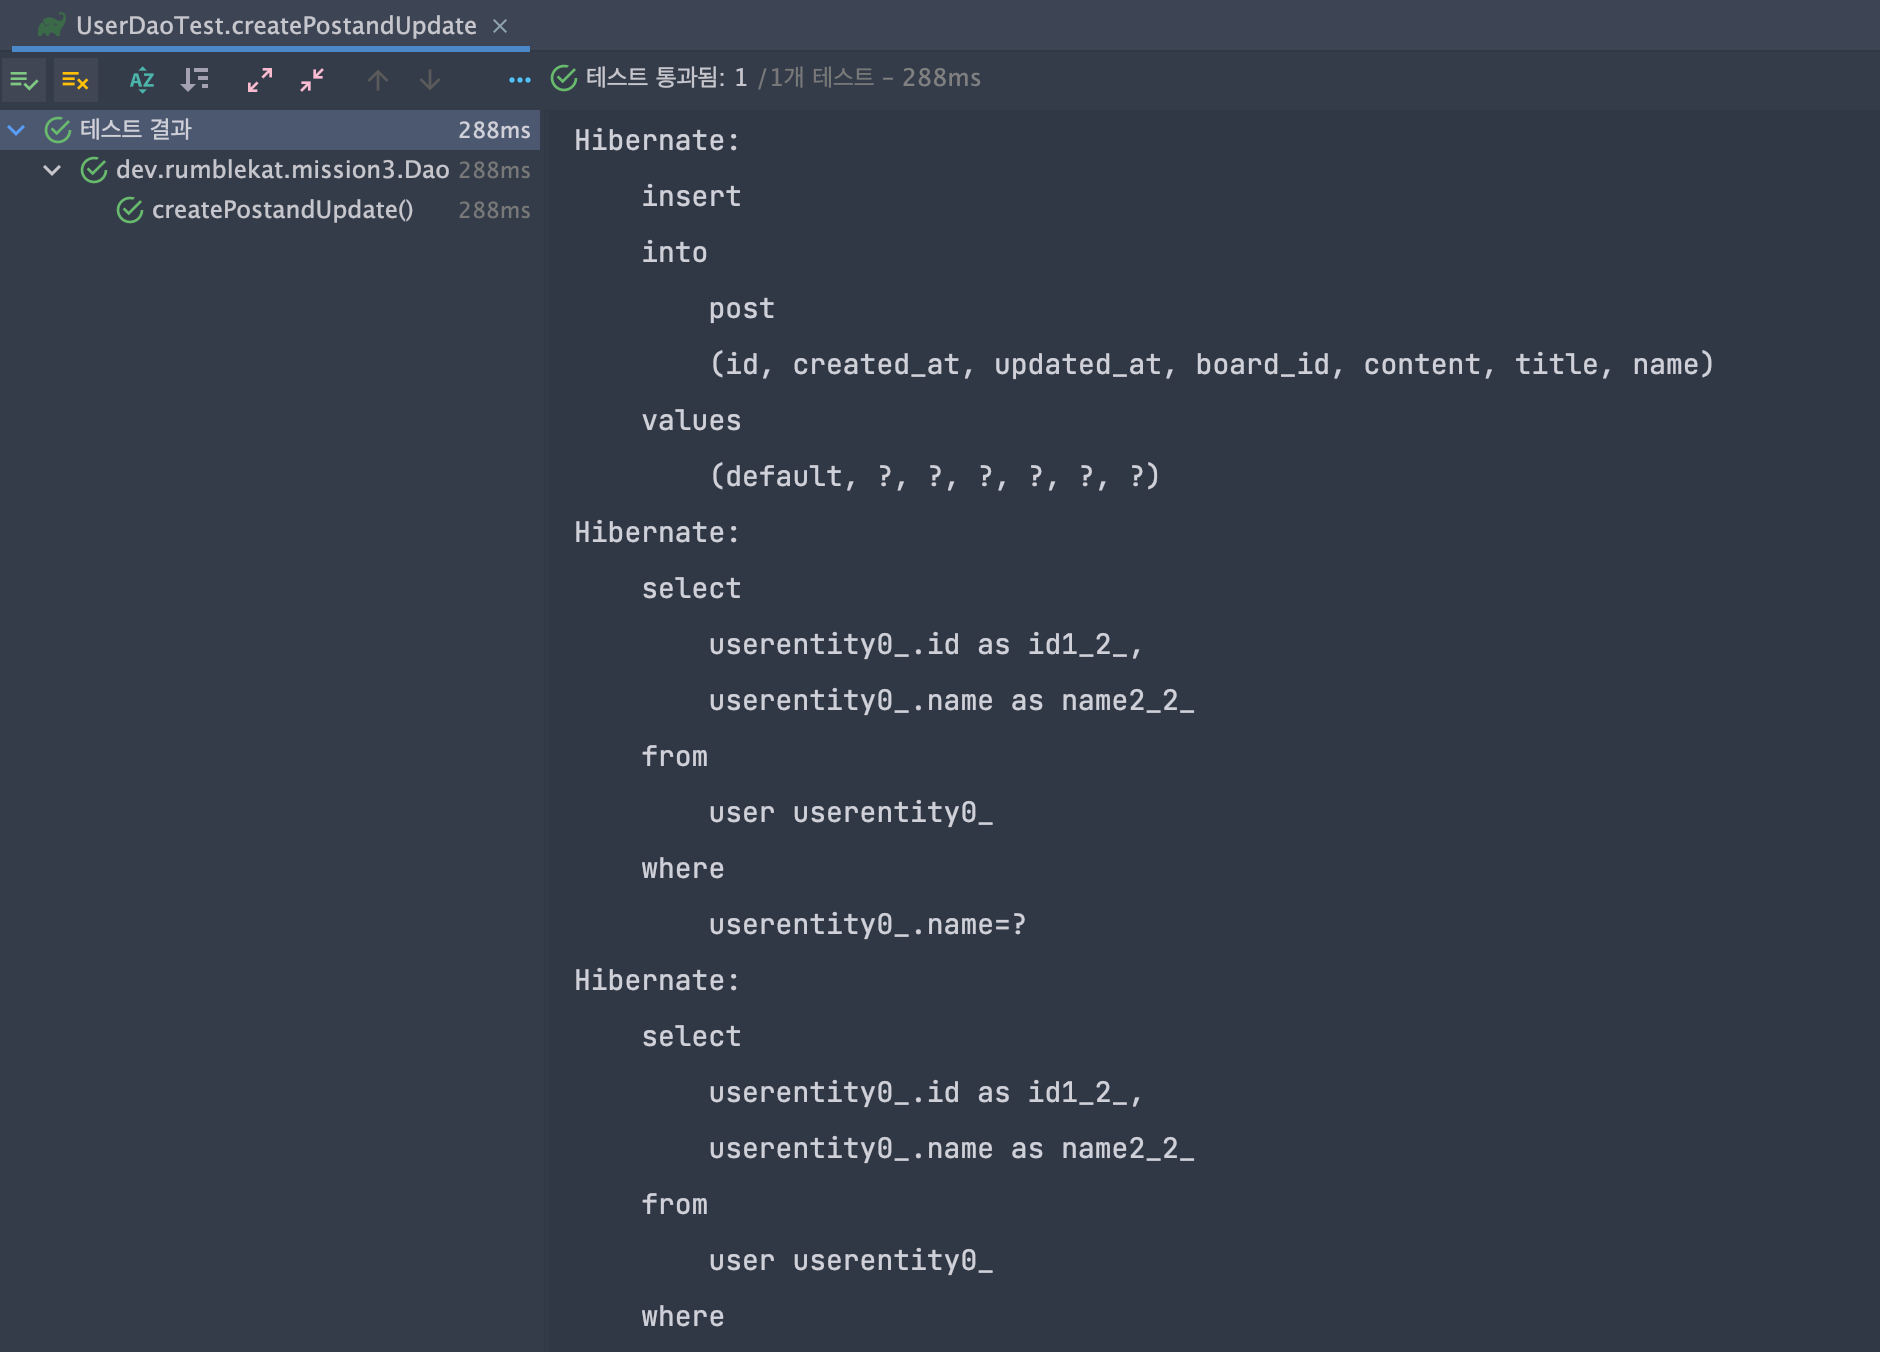 UserDaoTest.createPostandUpdate
테스트 통과됨: 1 /1개 테스트 – 288ms
테스트 결과 288ms
dev.rumblekat.mission3.Dao 288ms
createPostandUpdate() 288ms
Hibernate:
insert
into
post
(id, created_at, updated_at, board_id, content, title, name)
values
(default, ?, ?, ?, ?, ?, ?)
Hibernate:
select
userentity0_.id as id1_2_,
userentity0_.name as name2_2_
from
user userentity0_
where
userentity0_.name=?
Hibernate:
select
userentity0_.id as id1_2_,
userentity0_.name as name2_2_
from
user userentity0_
where